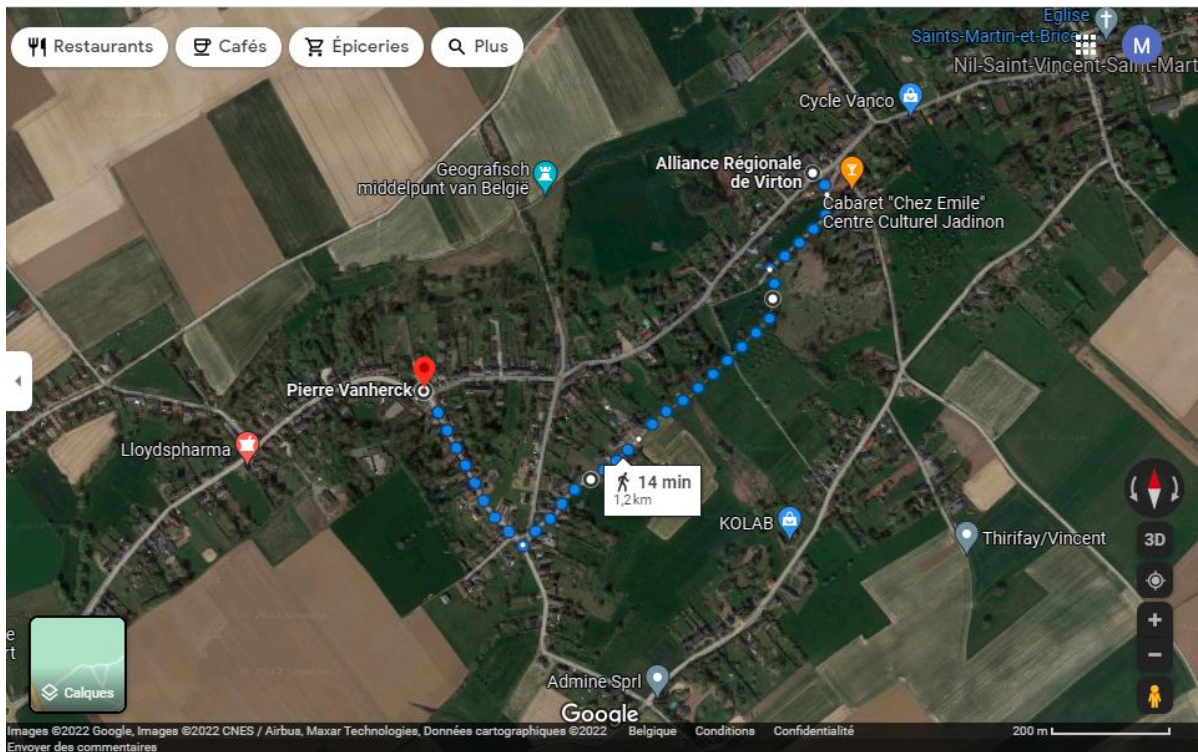 Restaurants
Cafés
Épiceries
Plus
Eglise
Saints-Martin-et-Brice
M
Nil-Saint-Vincent-Saint-Mart
Cycle Vanco
Alliance Régionale
de Virton
Geografisch
middelpunt van België
Cabaret "Chez Emile"
Centre Culturel Jadinon
Pierre Vanherck
Lloydspharma
14 min
1,2 km
KOLAB
Thirifay/Vincent
3D
e
rt
Calques
Admine Sprl
Google
Images ©2022 Google, Images ©2022 CNES / Airbus, Maxar Technologies, Données cartographiques ©2022 Belgique Conditions Confidentialité 200 m
Envoyer des commentaires